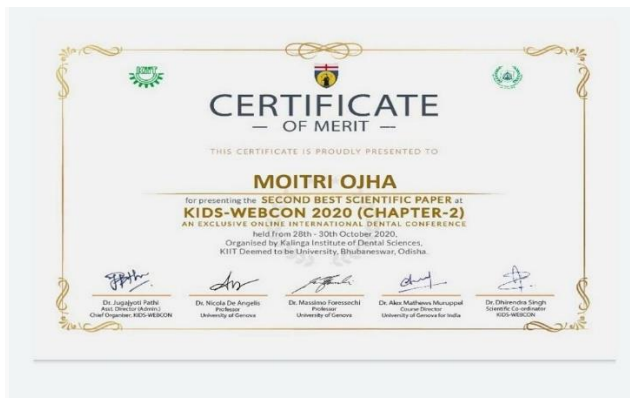 CERTIFICATE
— OF MERIT —
THIS CERTIFICATE IS PROUDLY PRESENTED TO
MOITRI OJHA
for presenting the SECOND BEST SCIENTIFIC PAPER at
KIDS-WEBCON 2020 (CHAPTER-2)
AN EXCLUSIVE ONLINE INTERNATIONAL DENTAL CONFERENCE
held from 28th - 30th October 2020,
Organised by Kalinga Institute of Dental Sciences,
KIIT Deemed to be University, Bhubaneswar, Odisha.
Dr. Jugajyoti Pathi
Asst. Director (Admin.)
Chief Organiser, KIDS-WEBCON
Dr. Nicola De Angelis
Professor
University of Genova
Dr. Massimo Foressechi
Professor
University of Genova
Dr. Alex Mathews Muruppel
Course Director
University of Genova for India
Dr. Dhirendra Singh
Scientific Co-ordinator
KIDS-WEBCON